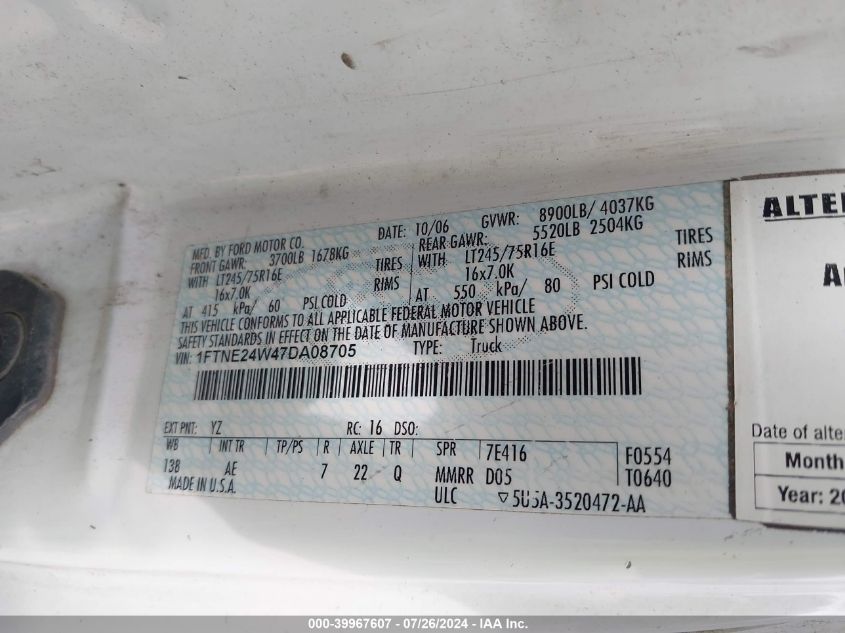 MFD. BY FORD MOTOR CO. DATE: 10/06 GVWR: 8900LB/ 4037KG
FRONT GAWR: 3700LB 1678KG REAR GAWR: 5520LB 2504KG
WITH LT245/75R16E TIRES WITH LT245/75R16E TIRES
16x7.0K RIMS 16x7.0K RIMS
AT 415 kPa/ 60 PSI COLD AT 550 kPa/ 80 PSI COLD
THIS VEHICLE CONFORMS TO ALL APPLICABLE FEDERAL MOTOR VEHICLE
SAFETY STANDARDS IN EFFECT ON THE DATE OF MANUFACTURE SHOWN ABOVE.
VIN: 1FTNE24W47DA08705 TYPE: Truck
EXT PNT: YZ RC: 16 DSO:
WB INT TR TP/PS R AXLE TR SPR 7E416 F0554
138 AE 7 22 Q MMRR D05 T0640
MADE IN U.S.A. ULC ▽5U5A-3520472-AA
ALTE
A
Date of alte
Month
Year: 20
000-39967607 - 07/26/2024 - IAA Inc.